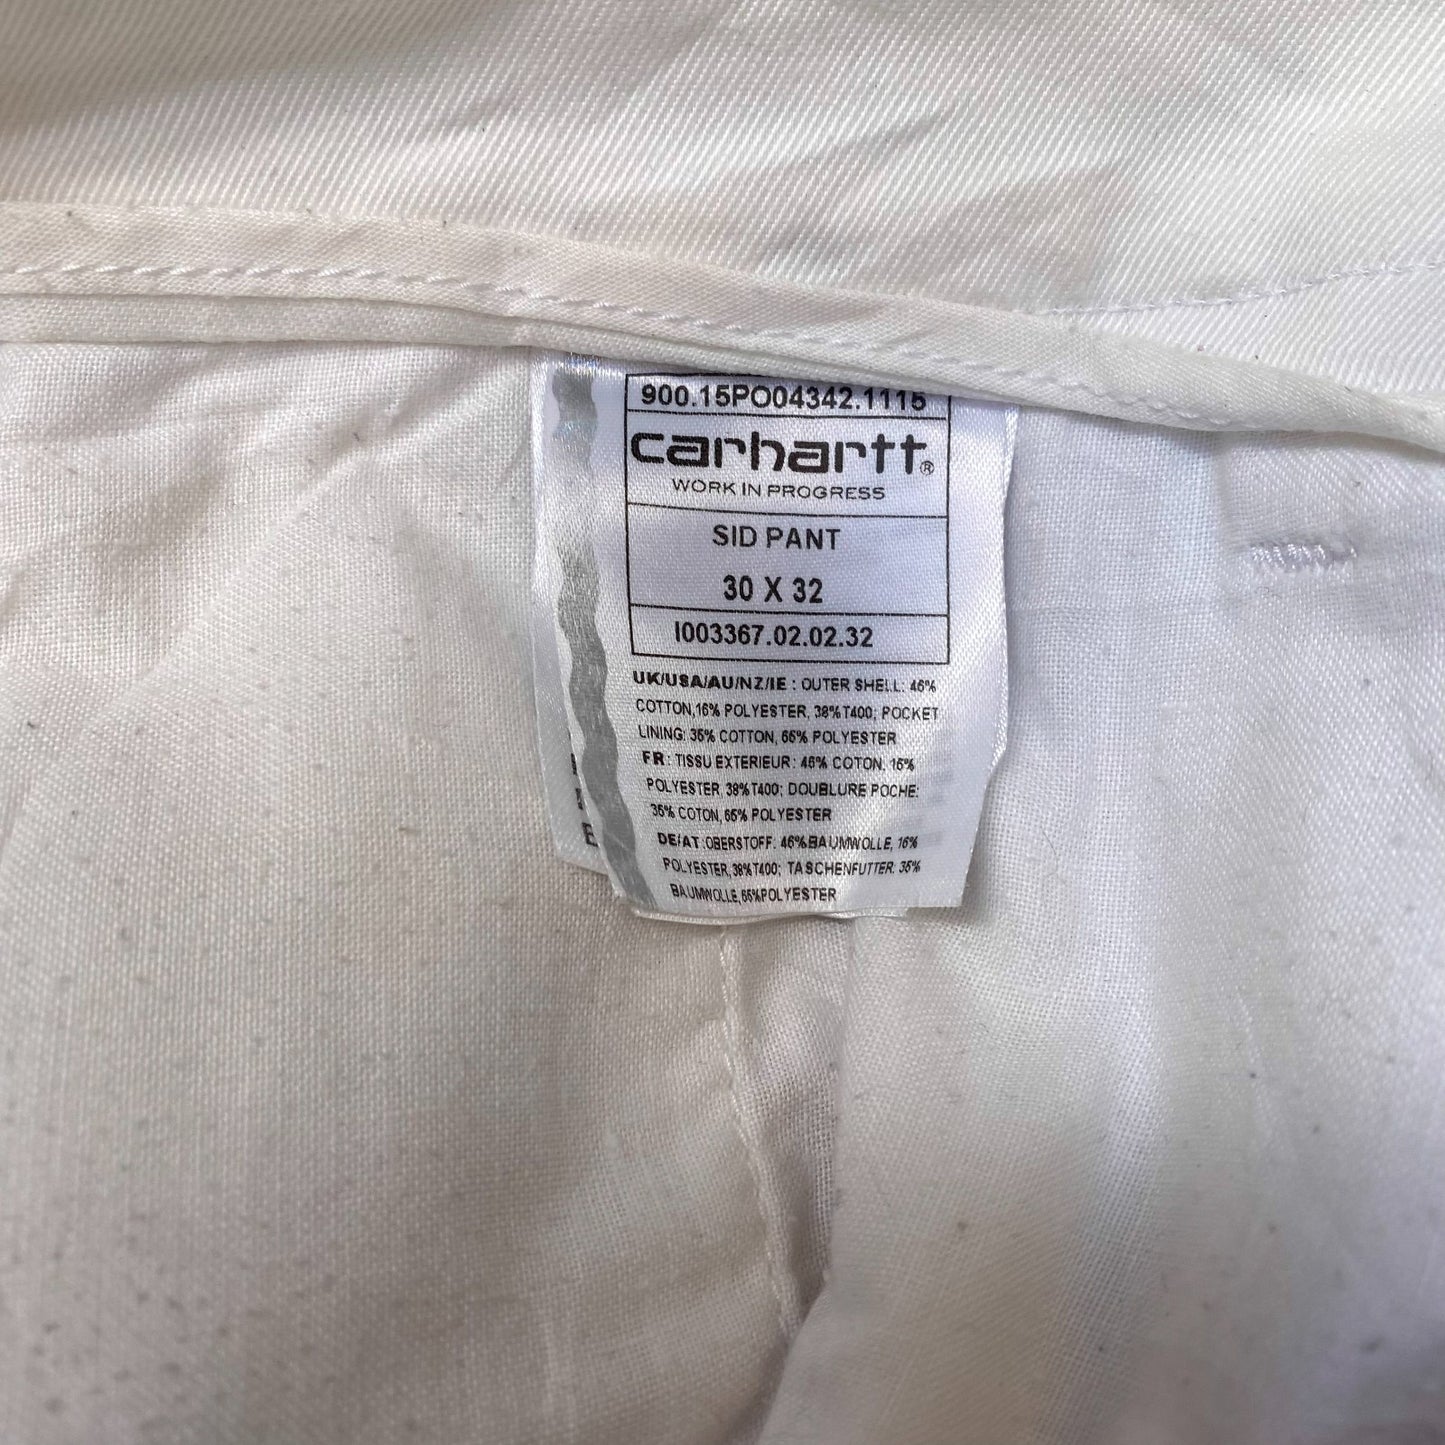 900.15PO04342.1115
carhartt®
WORK IN PROGRESS
SID PANT
30 X 32
I003367.02.02.32
UK/USA/AU/NZ/IE : OUTER SHELL: 46%
COTTON,16% POLYESTER, 38%T400; POCKET
LINING: 35% COTTON, 65% POLYESTER
FR: TISSU EXTERIEUR: 46% COTON, 16%
POLYESTER, 38%T400; DOUBLURE POCHE:
35% COTON, 65% POLYESTER
DE/AT:OBERSTOFF: 46%BAUMWOLLE, 16%
POLYESTER,38%T400; TASCHENFUTTER: 35%
BAUMWOLLE,65%POLYESTER